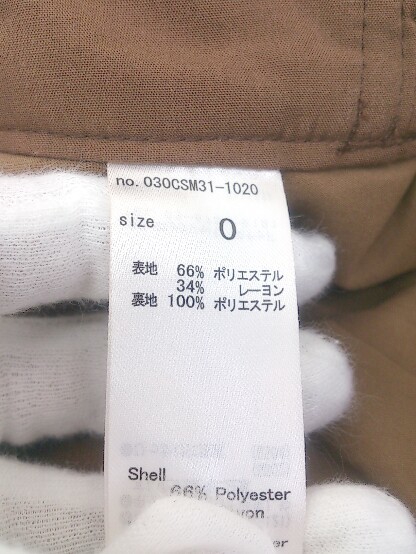 no. 030CSM31-1020
size 0
表地 66% ポリエステル
34% レーヨン
裏地 100% ポリエステル
Shell
66% Polyester